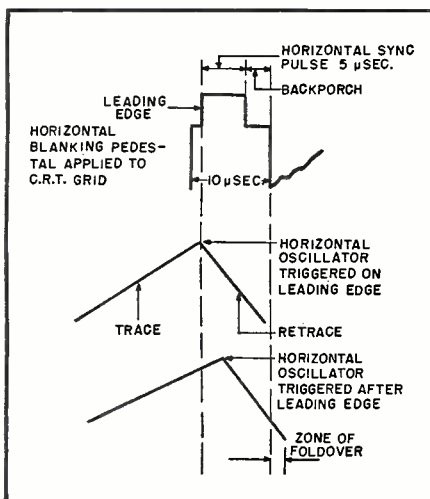 HORIZONTAL SYNC
PULSE 5 µSEC.
BACKPORCH
LEADING
EDGE
HORIZONTAL
BLANKING PEDES-
TAL APPLIED TO
C.R.T. GRID
10 µSEC
HORIZONTAL
OSCILLATOR
TRIGGERED ON
LEADING EDGE
TRACE
RETRACE
HORIZONTAL
OSCILLATOR
TRIGGERED AFTER
LEADING EDGE
ZONE OF
FOLDOVER